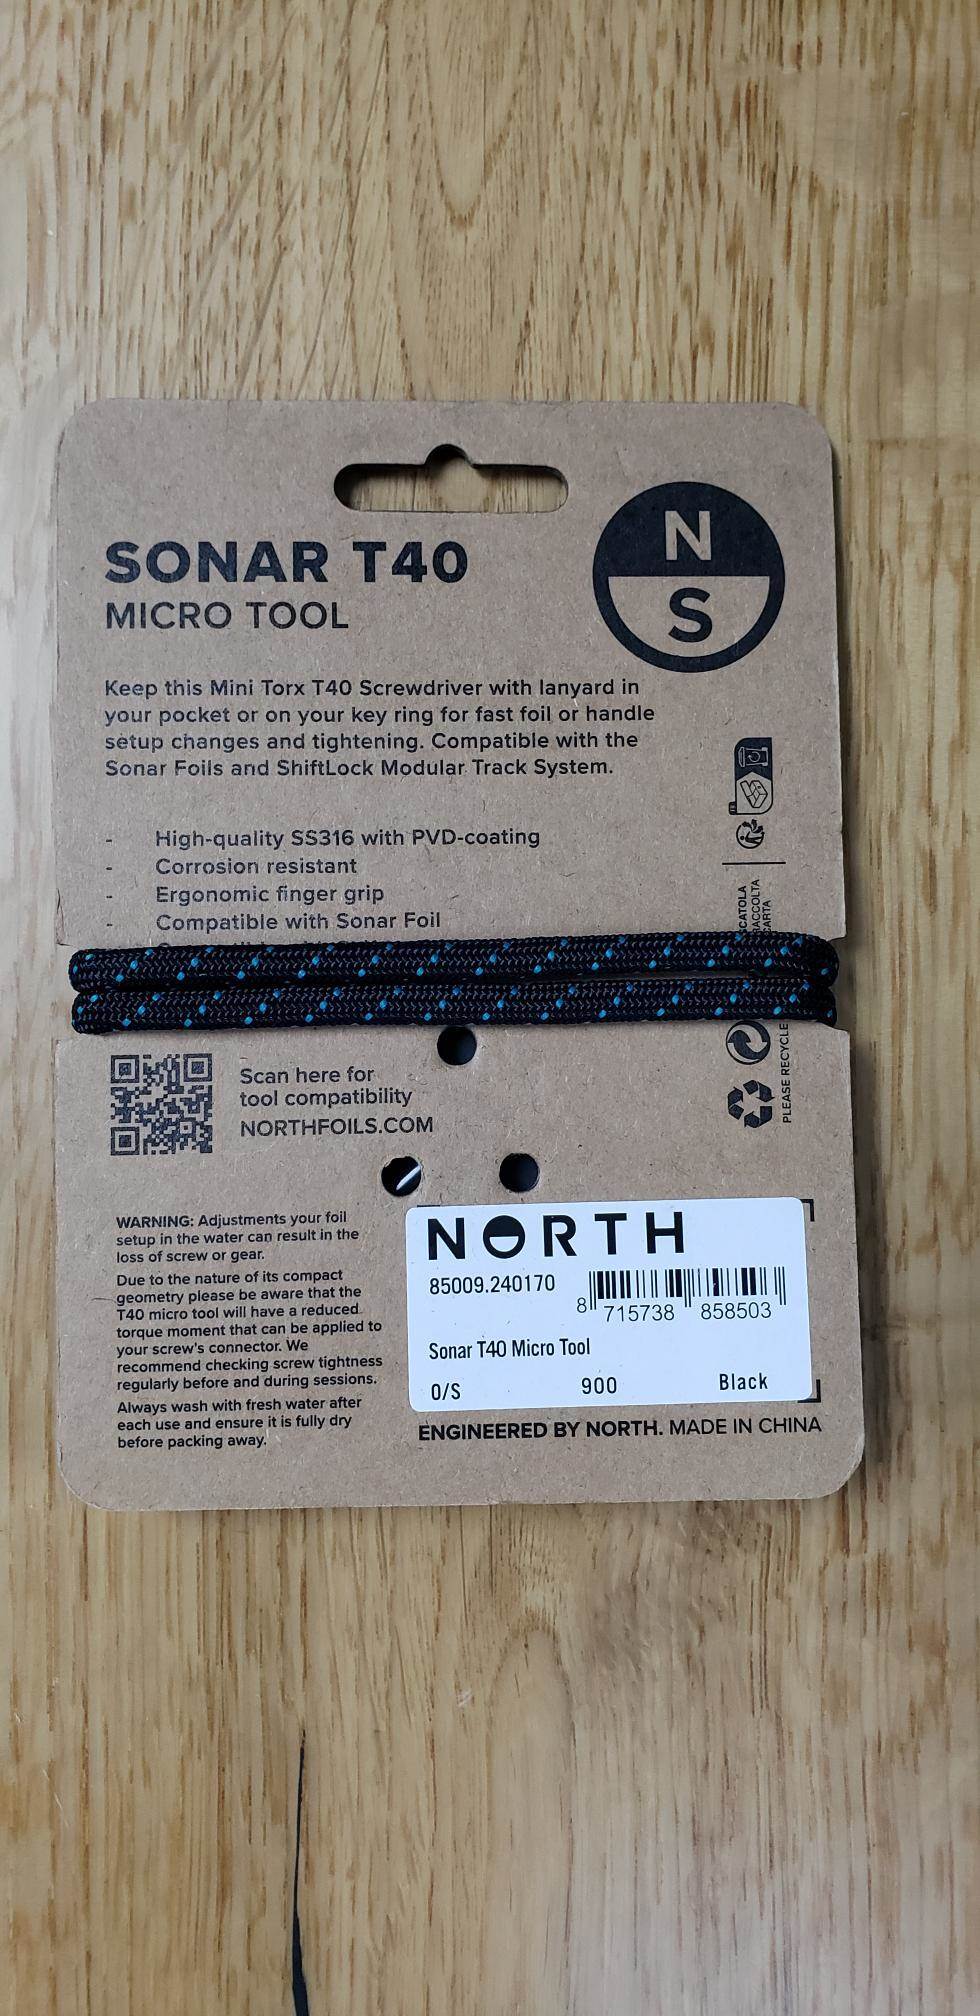 SONAR T40
MICRO TOOL
N
S
Keep this Mini Torx T40 Screwdriver with lanyard in
your pocket or on your key ring for fast foil or handle
setup changes and tightening. Compatible with the
Sonar Foils and ShiftLock Modular Track System.
- High-quality SS316 with PVD-coating
- Corrosion resistant
- Ergonomic finger grip
- Compatible with Sonar Foil
SCATOLA
RACCOLTA
CARTA
PLEASE RECYCLE
Scan here for
tool compatibility
NORTHFOILS.COM
WARNING: Adjustments your foil
setup in the water can result in the
loss of screw or gear.
Due to the nature of its compact
geometry please be aware that the
T40 micro tool will have a reduced
torque moment that can be applied to
your screw's connector. We
recommend checking screw tightness
regularly before and during sessions.
Always wash with fresh water after
each use and ensure it is fully dry
before packing away.
NORTH
85009.240170
8 715738 858503
Sonar T40 Micro Tool
O/S 900 Black
ENGINEERED BY NORTH. MADE IN CHINA